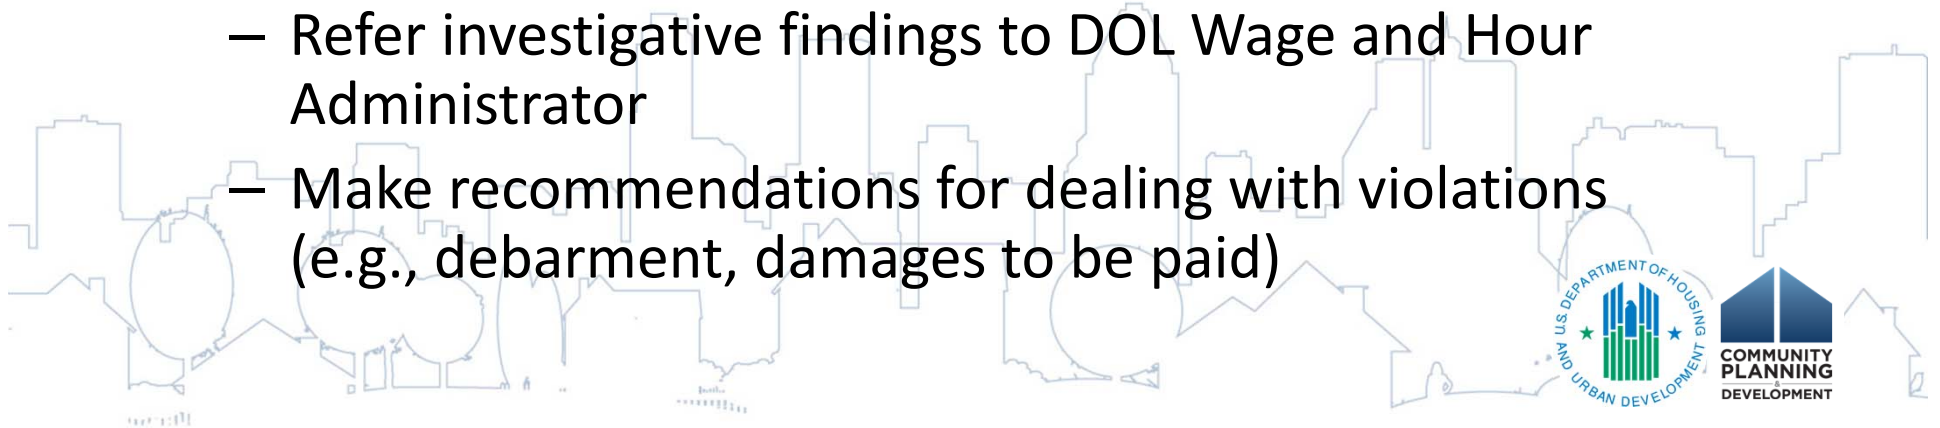 – Refer investigative findings to DOL Wage and Hour
Administrator
– Make recommendations for dealing with violations
(e.g., debarment, damages to be paid)
U.S. DEPARTMENT OF HOUSING
AND URBAN DEVELOPMENT
COMMUNITY
PLANNING
&
DEVELOPMENT